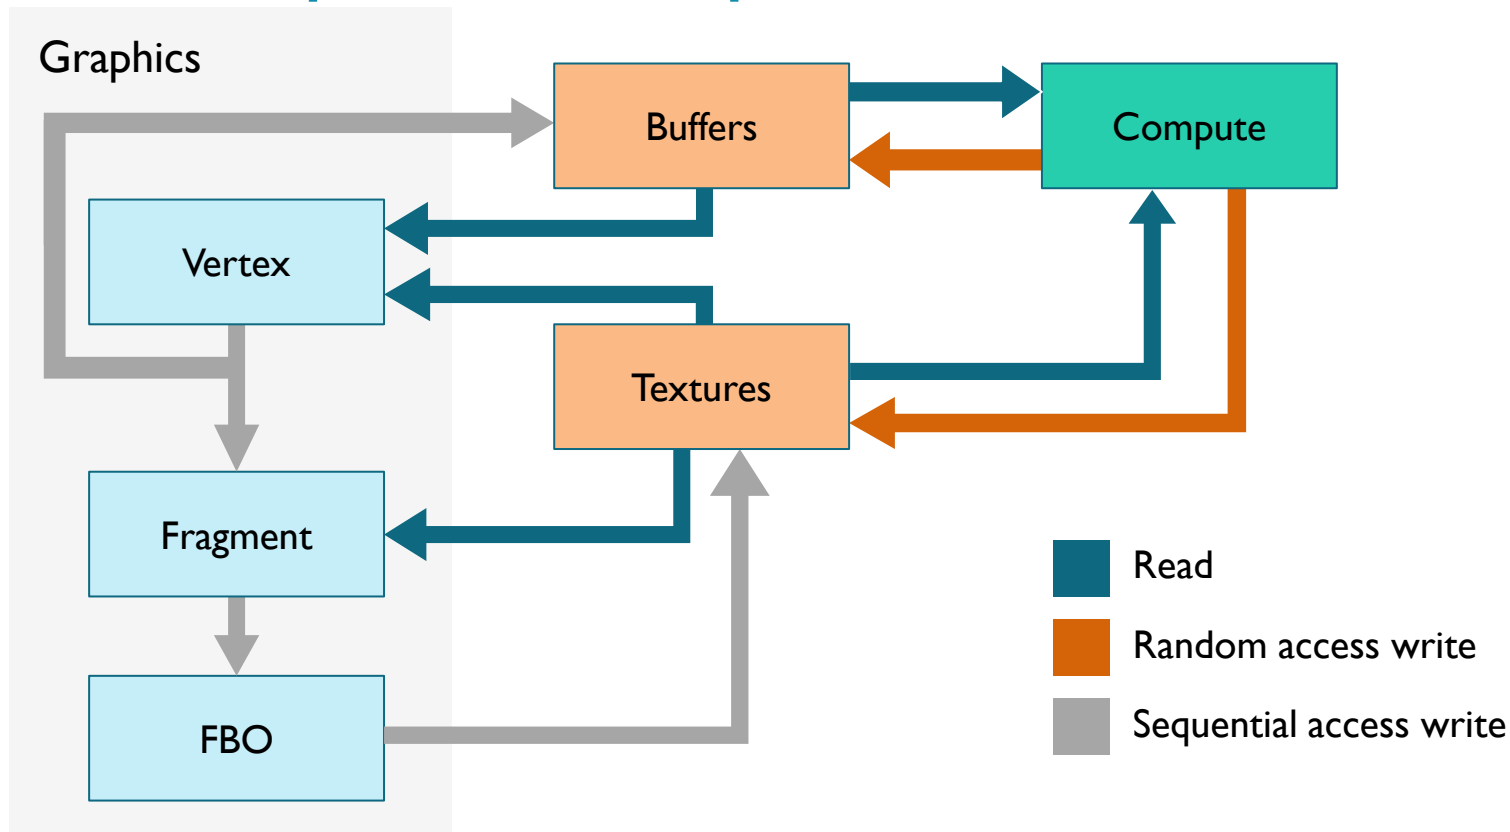 Graphics
Buffers
Compute
Vertex
Textures
Fragment
FBO
Read
Random access write
Sequential access write